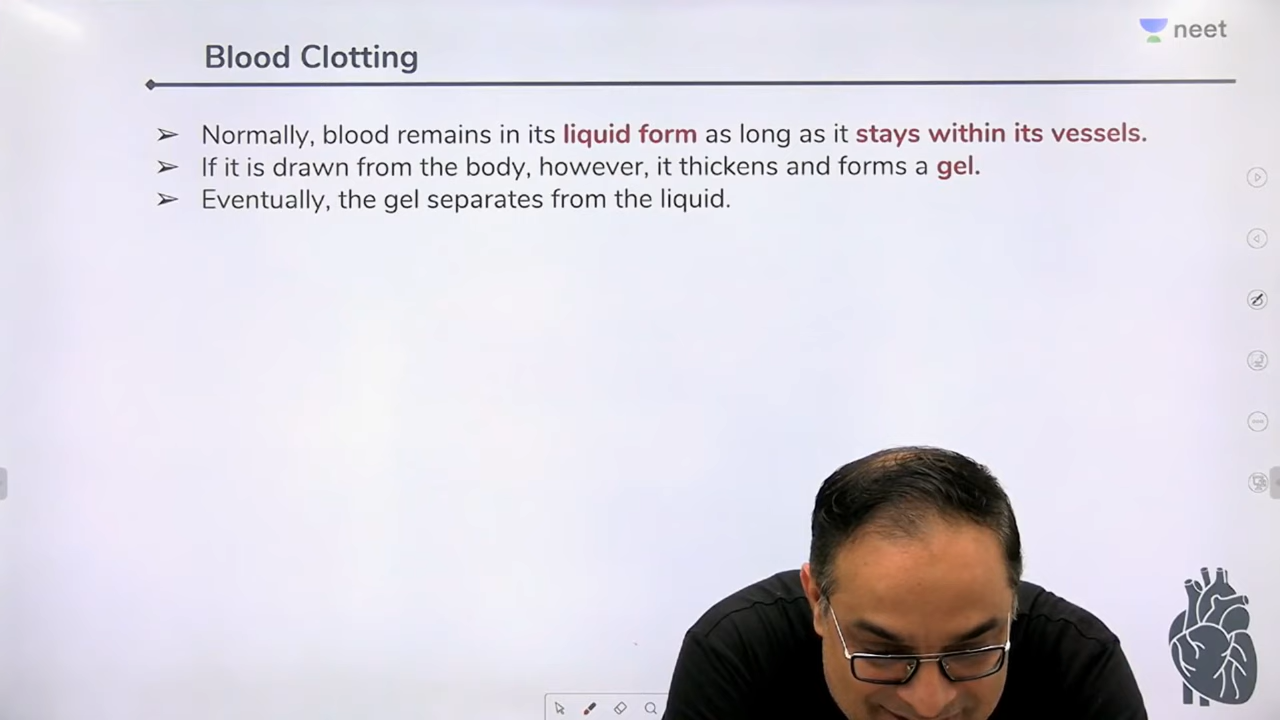 neet
Blood Clotting
➢ Normally, blood remains in its liquid form as long as it stays within its vessels.
➢ If it is drawn from the body, however, it thickens and forms a gel.
➢ Eventually, the gel separates from the liquid.